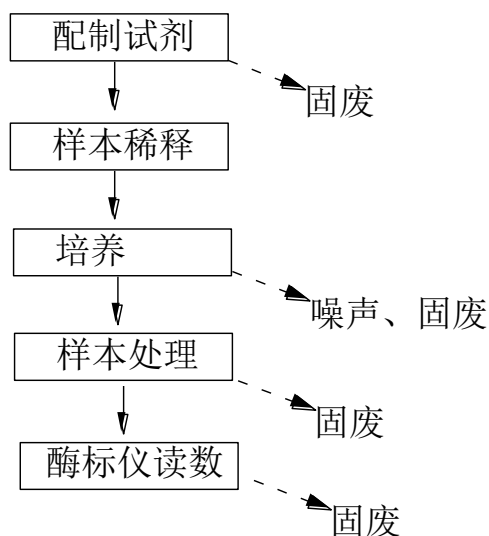 配制试剂
固废
样本稀释
培养
噪声、固废
样本处理
固废
酶标仪读数
固废